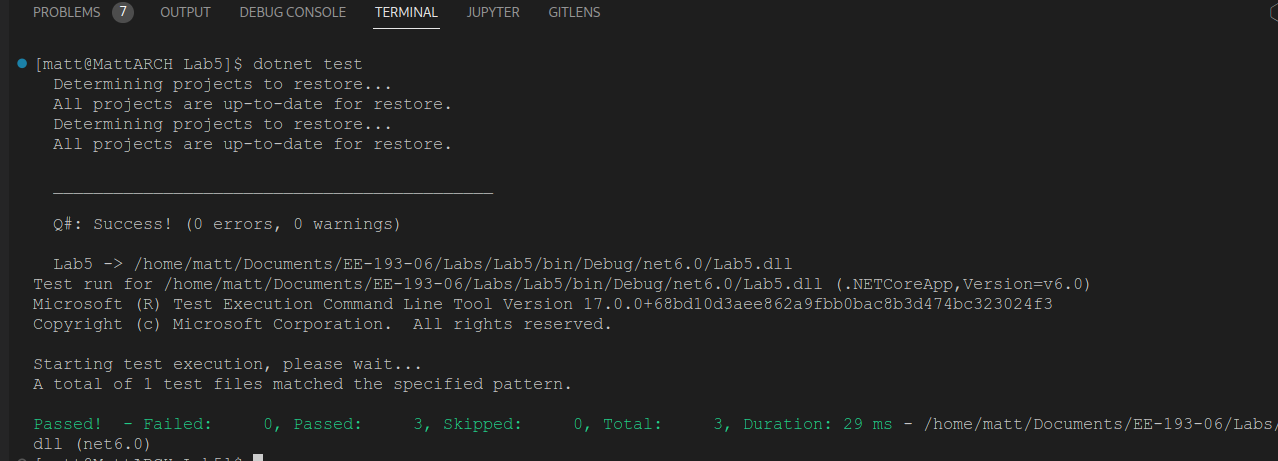 PROBLEMS 7 OUTPUT DEBUG CONSOLE TERMINAL JUPYTER GITLENS
[matt@MattARCH Lab5]$ dotnet test
Determining projects to restore...
All projects are up-to-date for restore.
Determining projects to restore...
All projects are up-to-date for restore.
____________________________________________
Q#: Success! (0 errors, 0 warnings)
Lab5 -> /home/matt/Documents/EE-193-06/Labs/Lab5/bin/Debug/net6.0/Lab5.dll
Test run for /home/matt/Documents/EE-193-06/Labs/Lab5/bin/Debug/net6.0/Lab5.dll (.NETCoreApp,Version=v6.0)
Microsoft (R) Test Execution Command Line Tool Version 17.0.0+68bd10d3aee862a9fbb0bac8b3d474bc323024f3
Copyright (c) Microsoft Corporation.  All rights reserved.
Starting test execution, please wait...
A total of 1 test files matched the specified pattern.
Passed!  - Failed:     0, Passed:     3, Skipped:     0, Total:     3, Duration: 29 ms - /home/matt/Documents/EE-193-06/Labs/
dll (net6.0)
[matt@MattARCH Lab5]$